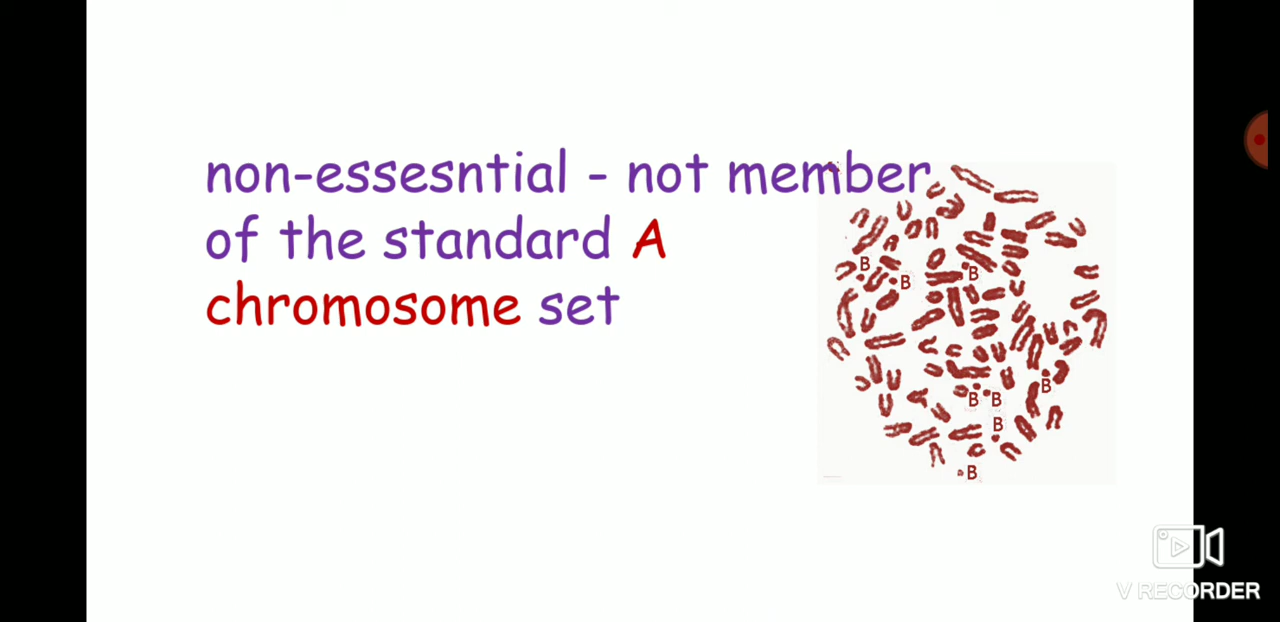 non-essesntial - not member
of the standard A
chromosome set
B
B
B
B
B
B
B
B
V RECORDER